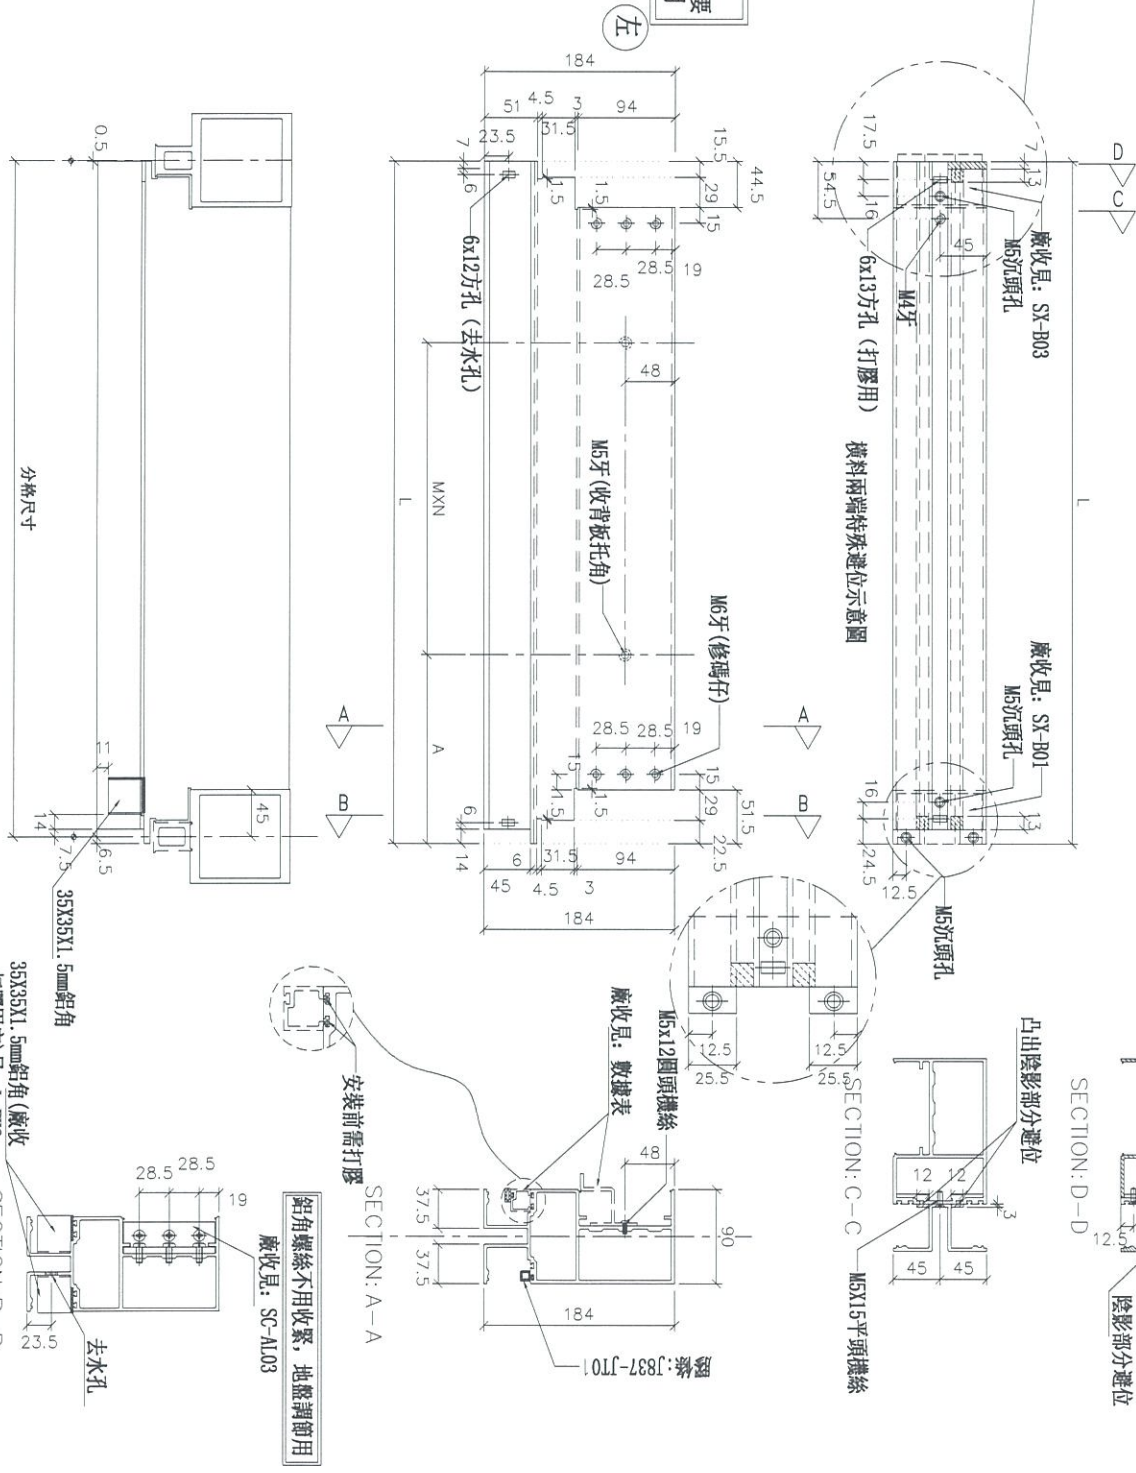 要
左
184
51
4.5
31.5
3
94
7
23.5
6
1.5
1.5
15.5
44.5
29
15
28.5
28.5
19
6x12方孔(去水孔)
48
MXN
L
M5牙(收背板托角)
M6牙(修碼仔)
A
A
A
B
B
28.5
28.5
19
15
1.5
1.5
15
29
51.5
22.5
6
14
45
6
4.5
31.5
3
94
184
D
C
7
13
17.5
54.5
16
45
廠收見: SX-B03
M5沉頭孔
M4牙
6x13方孔(打膠用)
橫料兩端特殊避位示意圖
L
廠收見: SX-B01
M5沉頭孔
16
13
24.5
12.5
M5沉頭孔
12.5
25.5
12.5
25.5
0.5
分格尺寸
11
14
7.5
6.5
45
35X35X1.5mm鋁角
SECTION: D-D
12.5
陰影部分避位
凸出陰影部分避位
SECTION: C-C
12
12
3
45
45
M5X15平頭機絲
M5x12圓頭機絲
廠收見: 數據表
安裝前需打膠
48
90
37.5
37.5
184
SECTION: A-A
膠條: J837-JT01
鋁角螺絲不用收緊, 地盤調節用
廠收見: SC-AL03
28.5
28.5
19
23.5
去水孔
35X35X1.5mm鋁角(廠收